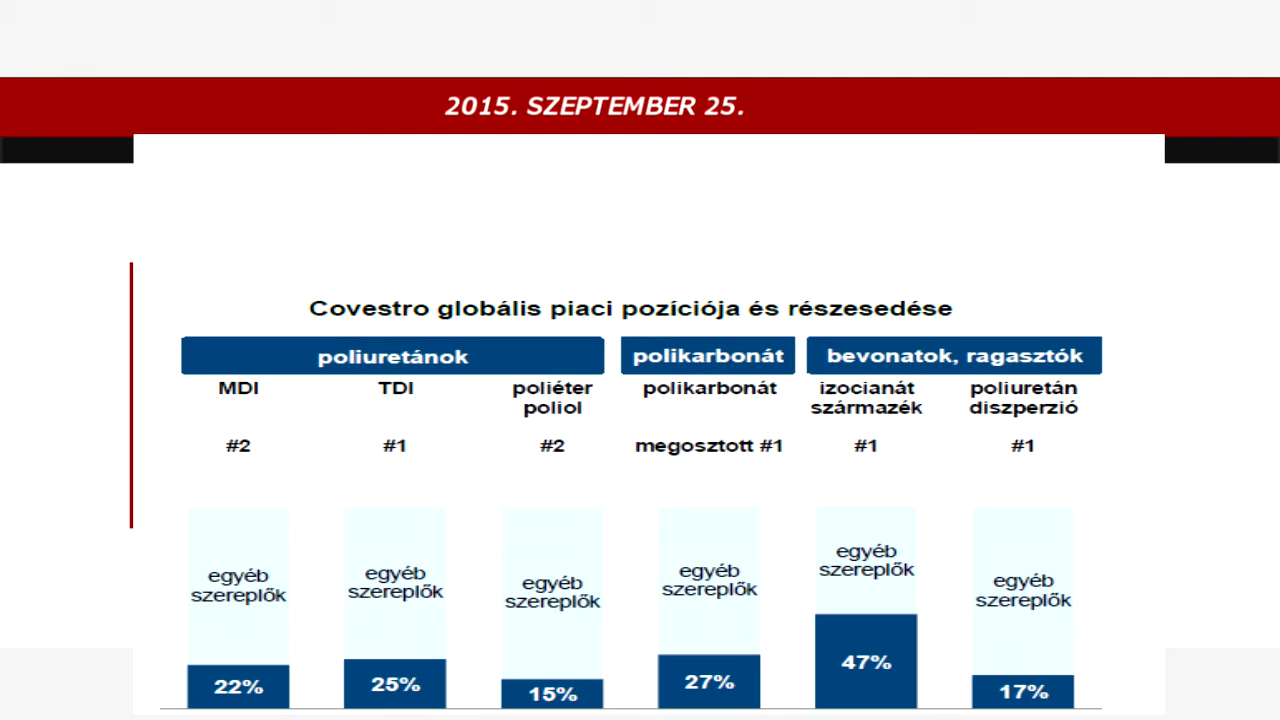 2015. SZEPTEMBER 25.
Covestro globális piaci pozíciója és részesedése
poliuretánok polikarbonát bevonatok, ragasztók
MDI TDI poliéter polikarbonát izocianát poliuretán
poliol származék diszperzió
#2 #1 #2 megosztott #1 #1 #1
egyéb egyéb egyéb egyéb egyéb egyéb
szereplők szereplők szereplők szereplők szereplők szereplők
22% 25% 15% 27% 47% 17%